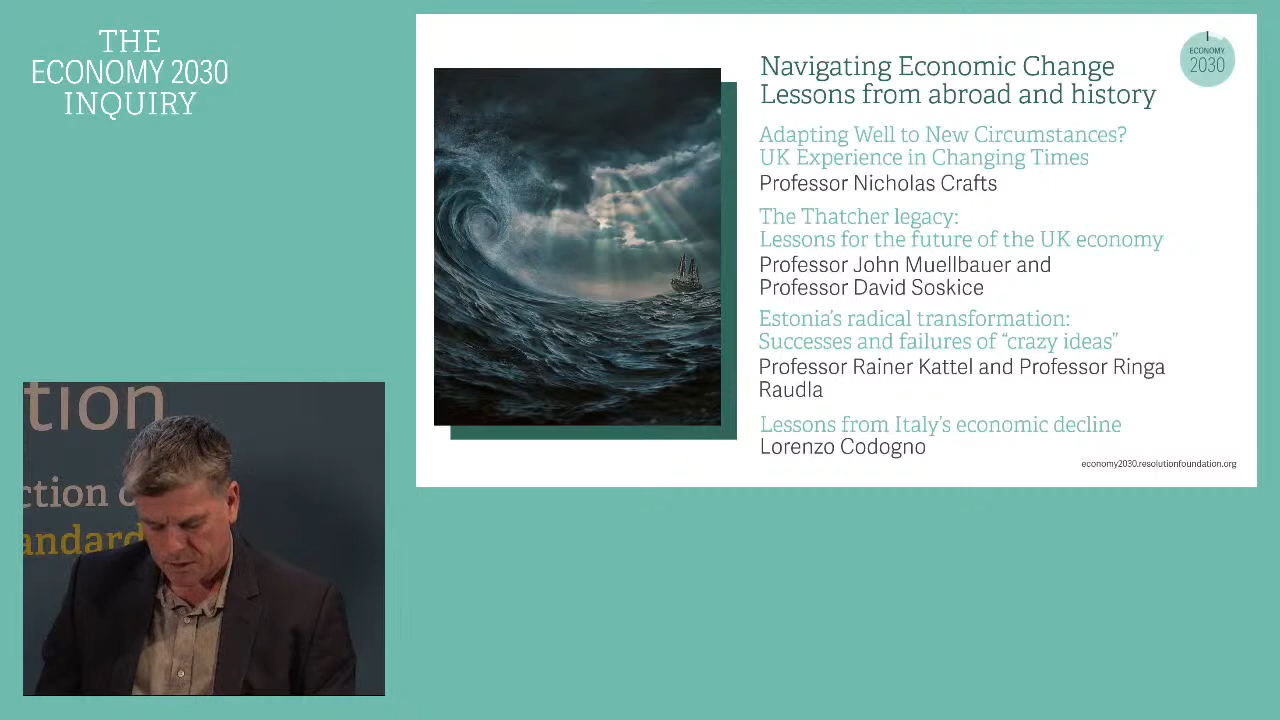 THE
ECONOMY 2030
INQUIRY
ECONOMY
2030
Navigating Economic Change
Lessons from abroad and history
Adapting Well to New Circumstances?
UK Experience in Changing Times
Professor Nicholas Crafts
The Thatcher legacy:
Lessons for the future of the UK economy
Professor John Muellbauer and
Professor David Soskice
Estonia's radical transformation:
Successes and failures of “crazy ideas”
Professor Rainer Kattel and Professor Ringa
Raudla
Lessons from Italy's economic decline
Lorenzo Codogno
economy2030.resolutionfoundation.org
tion
ction o
andard